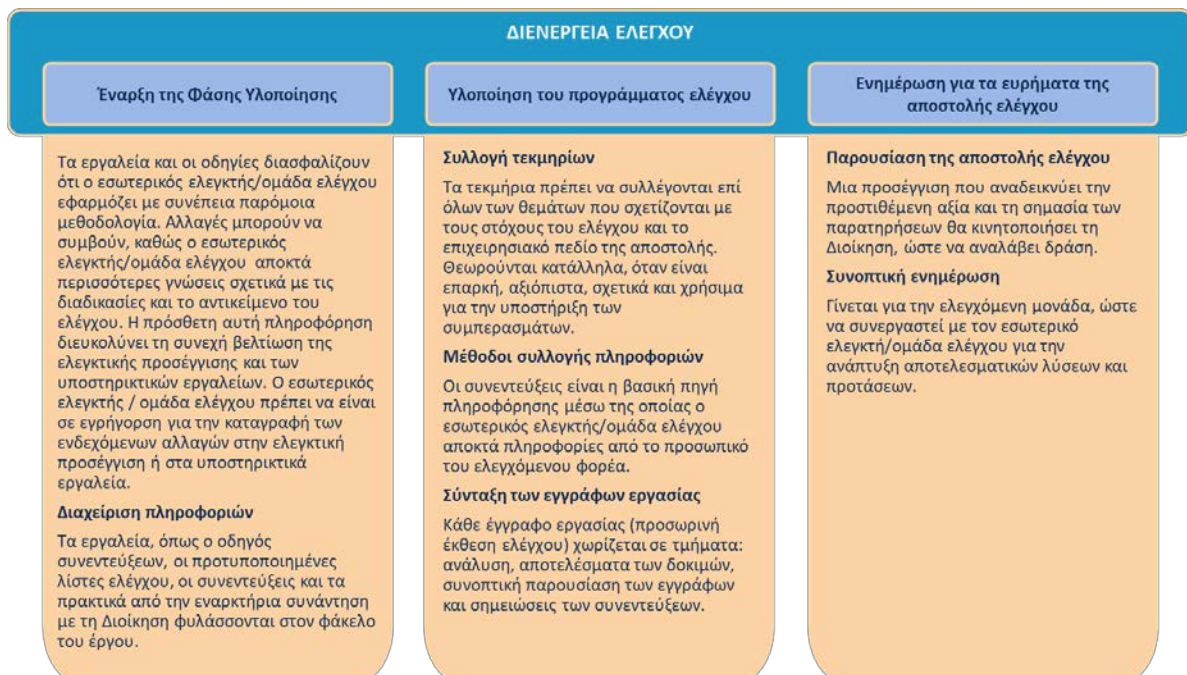 ΔΙΕΝΕΡΓΕΙΑ ΕΛΕΓΧΟΥ
Έναρξη της Φάσης Υλοποίησης
Τα εργαλεία και οι οδηγίες διασφαλίζουν
ότι ο εσωτερικός ελεγκτής/ομάδα ελέγχου
εφαρμόζει με συνέπεια παρόμοια
μεθοδολογία. Αλλαγές μπορούν να
συμβούν, καθώς ο εσωτερικός
ελεγκτής/ομάδα ελέγχου αποκτά
περισσότερες γνώσεις σχετικά με τις
διαδικασίες και το αντικείμενο του
ελέγχου. Η πρόσθετη αυτή πληροφόρηση
διευκολύνει τη συνεχή βελτίωση της
ελεγκτικής προσέγγισης και των
υποστηρικτικών εργαλείων. Ο εσωτερικός
ελεγκτής / ομάδα ελέγχου πρέπει να είναι
σε εγρήγορση για την καταγραφή των
ενδεχόμενων αλλαγών στην ελεγκτική
προσέγγιση ή στα υποστηρικτικά
εργαλεία.
Διαχείριση πληροφοριών
Τα εργαλεία, όπως ο οδηγός
συνεντεύξεων, οι προτυποποιημένες
λίστες ελέγχου, οι συνεντεύξεις και τα
πρακτικά από την εναρκτήρια συνάντηση
με τη Διοίκηση φυλάσσονται στον φάκελο
του έργου.
Υλοποίηση του προγράμματος ελέγχου
Συλλογή τεκμηρίων
Τα τεκμήρια πρέπει να συλλέγονται επί
όλων των θεμάτων που σχετίζονται με
τους στόχους του ελέγχου και το
επιχειρησιακό πεδίο της αποστολής.
Θεωρούνται κατάλληλα, όταν είναι
επαρκή, αξιόπιστα, σχετικά και χρήσιμα
για την υποστήριξη των
συμπερασμάτων.
Μέθοδοι συλλογής πληροφοριών
Οι συνεντεύξεις είναι η βασική πηγή
πληροφόρησης μέσω της οποίας ο
εσωτερικός ελεγκτής/ομάδα ελέγχου
αποκτά πληροφορίες από το προσωπικό
του ελεγχόμενου φορέα.
Σύνταξη των εγγράφων εργασίας
Κάθε έγγραφο εργασίας (προσωρινή
έκθεση ελέγχου) χωρίζεται σε τμήματα:
ανάλυση, αποτελέσματα των δοκιμών,
συνοπτική παρουσίαση των εγγράφων
και σημειώσεις των συνεντεύξεων.
Ενημέρωση για τα ευρήματα της
αποστολής ελέγχου
Παρουσίαση της αποστολής ελέγχου
Μια προσέγγιση που αναδεικνύει την
προστιθέμενη αξία και τη σημασία των
παρατηρήσεων θα κινητοποιήσει τη
Διοίκηση, ώστε να αναλάβει δράση.
Συνοπτική ενημέρωση
Γίνεται για την ελεγχόμενη μονάδα, ώστε
να συνεργαστεί με τον εσωτερικό
ελεγκτή/ομάδα ελέγχου για την
ανάπτυξη αποτελεσματικών λύσεων και
προτάσεων.